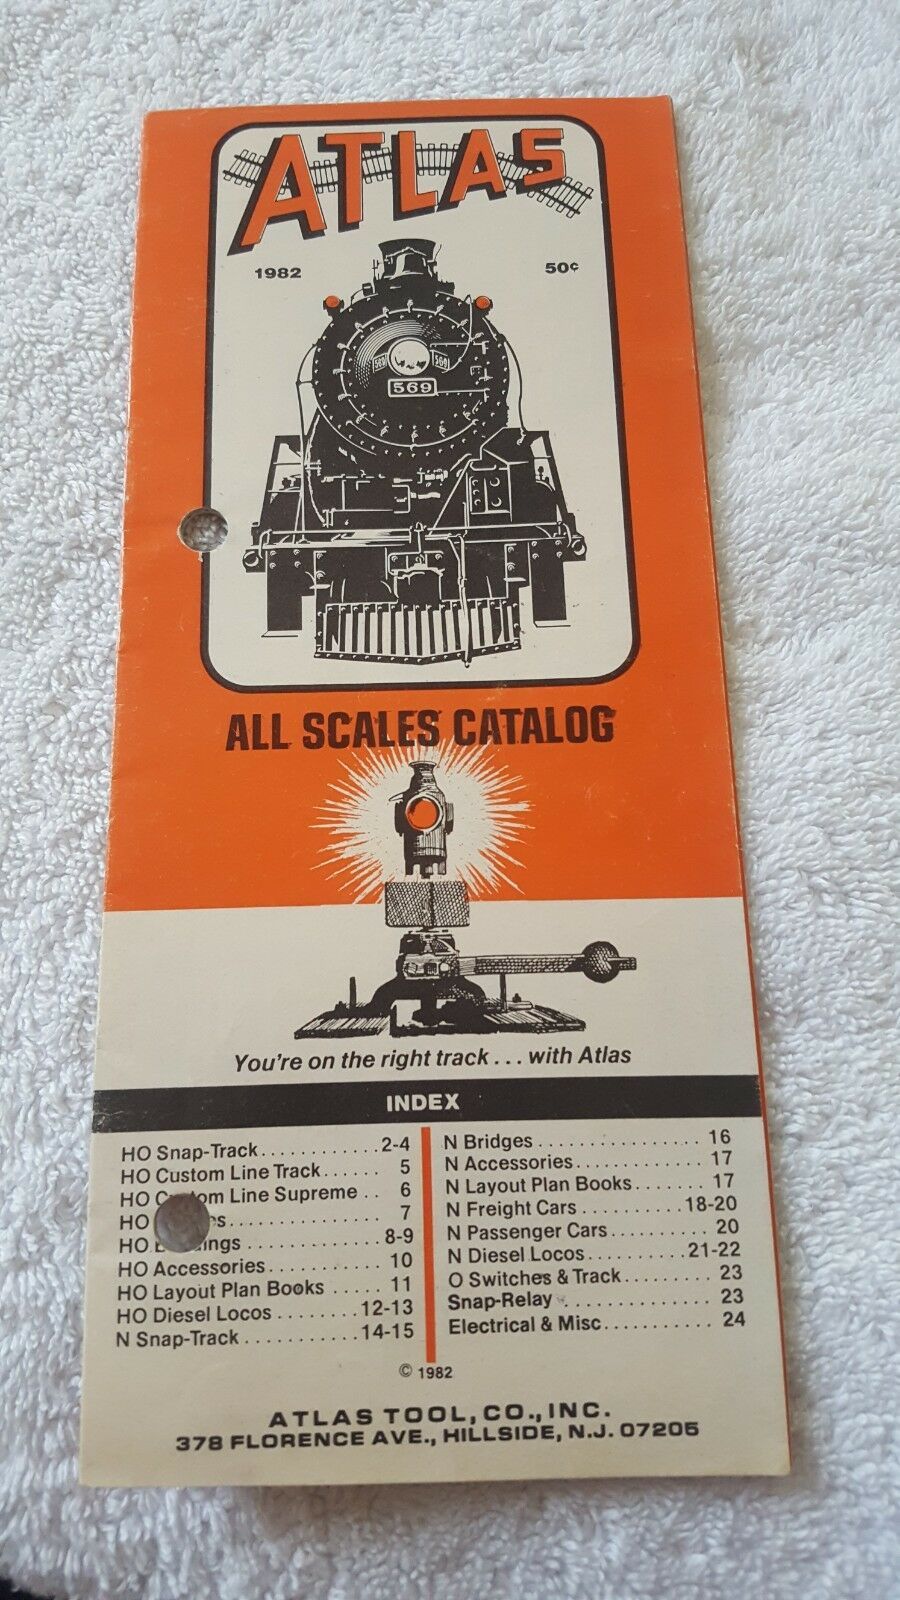 ATLAS
1982 50¢
569 569
569
ALL SCALES CATALOG
You're on the right track . . . with Atlas
INDEX
HO Snap-Track . . . . . . . . . . . . 2-4
HO Custom Line Track . . . . . . 5
HO Custom Line Supreme . . 6
HO . . . . . . . . . . . . . . . 7
HO . . . . . . . . . . . . 8-9
HO Accessories . . . . . . . . . . . 10
HO Layout Plan Books . . . . . 11
HO Diesel Locos . . . . . . . . 12-13
N Snap-Track . . . . . . . . . . . 14-15
N Bridges . . . . . . . . . . . . . . . . 16
N Accessories . . . . . . . . . . . . . 17
N Layout Plan Books . . . . . . . 17
N Freight Cars . . . . . . . . . . 18-20
N Passenger Cars . . . . . . . . . . 20
N Diesel Locos . . . . . . . . . . 21-22
O Switches & Track . . . . . . . . . 23
Snap-Relay . . . . . . . . . . . . . . 23
Electrical & Misc. . . . . . . . . . . 24
© 1982
ATLAS TOOL, CO., INC.
378 FLORENCE AVE., HILLSIDE, N.J. 07205